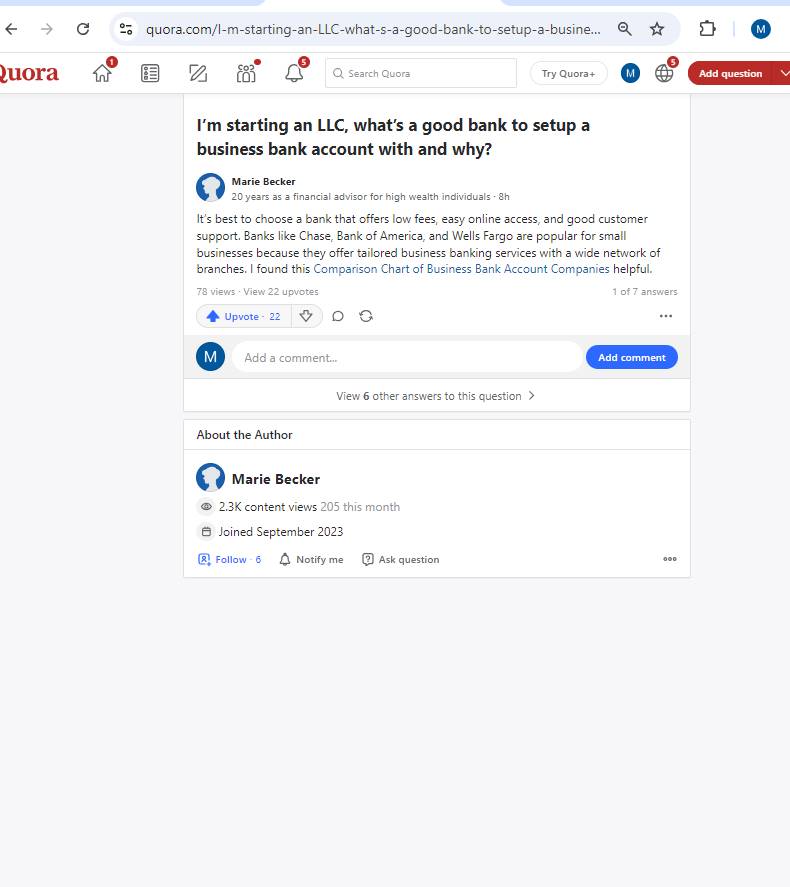 quora.com/I-m-starting-an-LLC-what-s-a-good-bank-to-setup-a-busine...
M
Quora
1
5
Search Quora
Try Quora+
M
5
Add question
I'm starting an LLC, what's a good bank to setup a
business bank account with and why?
Marie Becker
20 years as a financial advisor for high wealth individuals · 8h
It's best to choose a bank that offers low fees, easy online access, and good customer
support. Banks like Chase, Bank of America, and Wells Fargo are popular for small
businesses because they offer tailored business banking services with a wide network of
branches. I found this Comparison Chart of Business Bank Account Companies helpful.
78 views · View 22 upvotes
1 of 7 answers
Upvote · 22
M
Add a comment...
Add comment
View 6 other answers to this question
About the Author
Marie Becker
2.3K content views 205 this month
Joined September 2023
Follow · 6
Notify me
Ask question